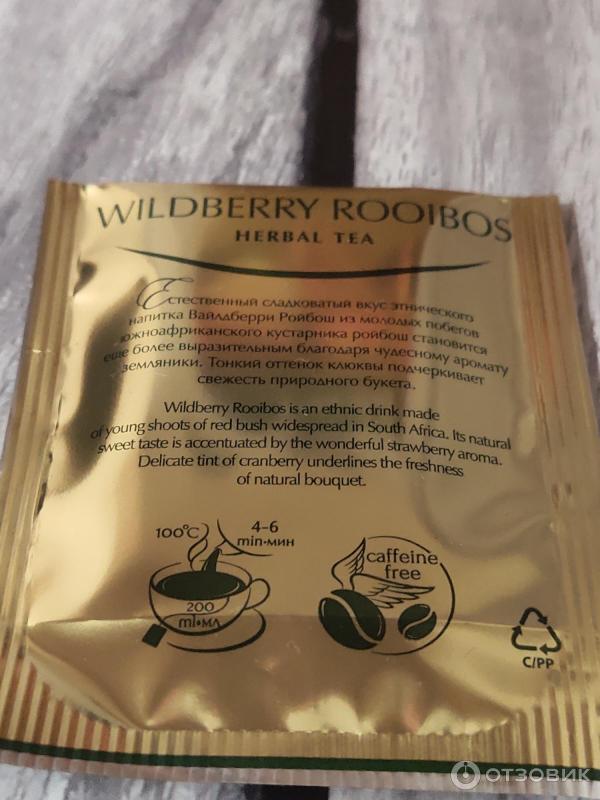 WILDBERRY ROOIBOS
HERBAL TEA
Естественный сладковатый вкус этнического
напитка Вайлдберри Ройбош из молодых побегов
южноафриканского кустарника ройбош становится
еще более выразительным благодаря чудесному аромату
земляники. Тонкий оттенок клюквы подчеркивает
свежесть природного букета.
Wildberry Rooibos is an ethnic drink made
of young shoots of red bush widespread in South Africa. Its natural
sweet taste is accentuated by the wonderful strawberry aroma.
Delicate tint of cranberry underlines the freshness
of natural bouquet.
100°C
4-6
min•мин
200
ml•мл
caffeine
free
C/PP
ОТЗОВИК